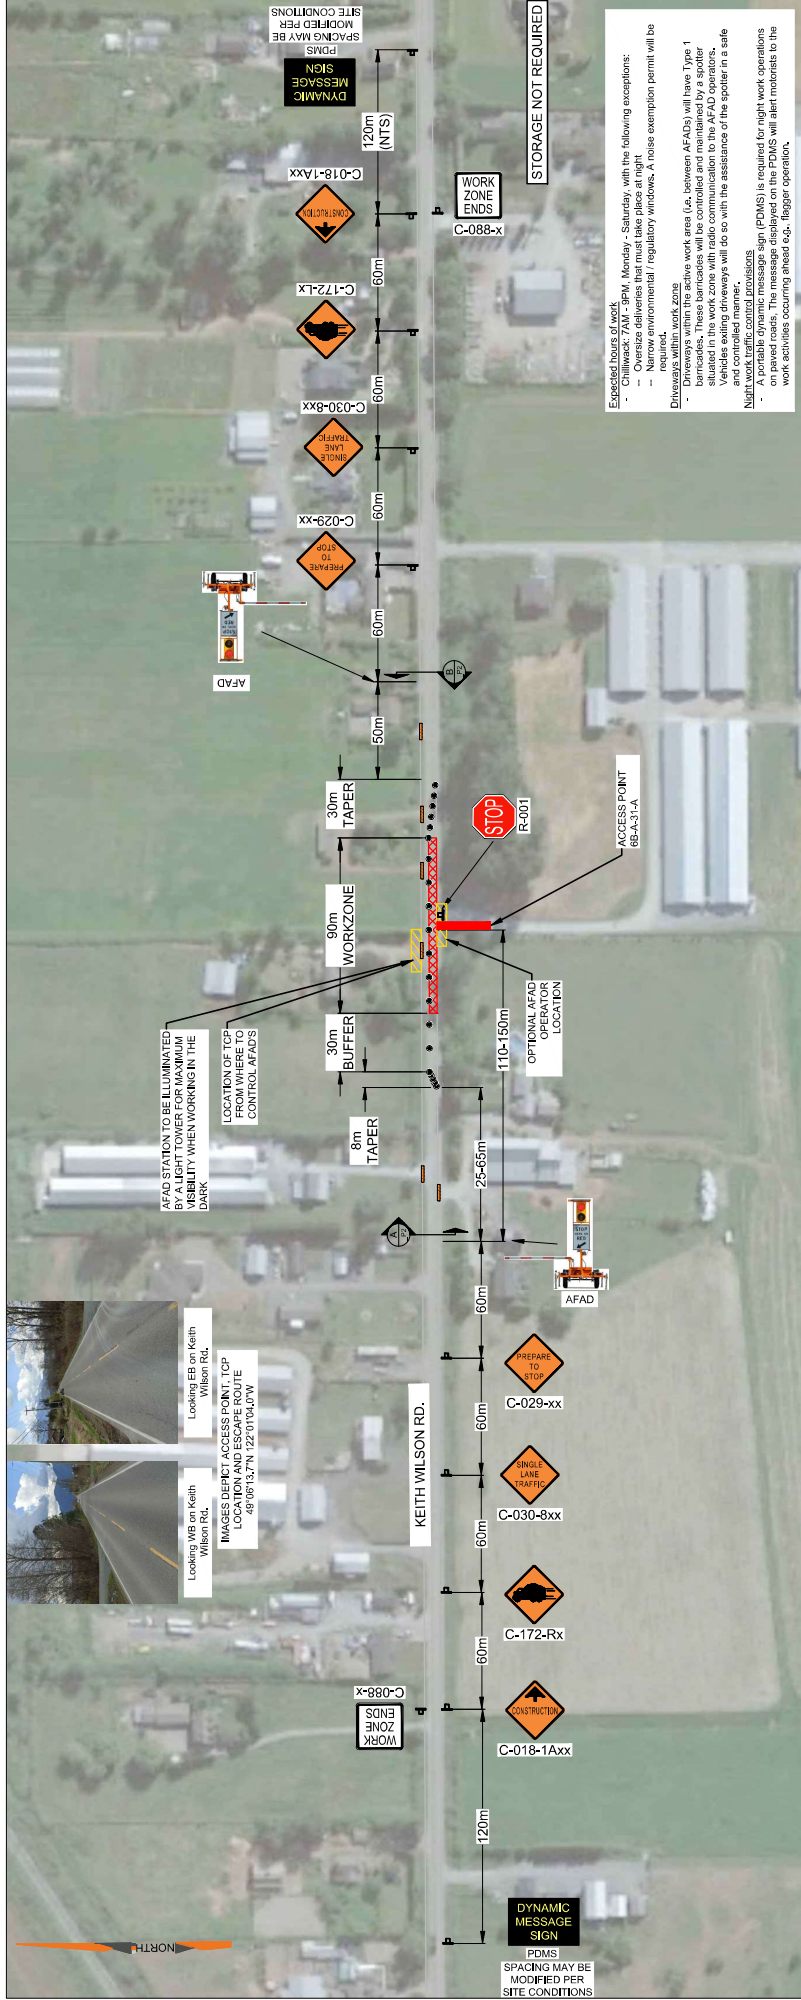 SPACING MAY BE
MODIFIED PER
SITE CONDITIONS
PDMS
DYNAMIC
MESSAGE
SIGN
120m
(NTS)
C-018-1Axx
CONSTRUCTION
60m
C-172-Lx
60m
C-030-8xx
SINGLE
LANE
TRAFFIC
60m
C-029-xx
PREPARE
TO
STOP
60m
AFAD
50m
B
P2
30m
TAPER
90m
WORKZONE
30m
BUFFER
8m
TAPER
STORAGE NOT REQUIRED
WORK
ZONE
ENDS
C-088-x
Expected hours of work
- Chilliwack: 7AM - 9PM, Monday - Saturday, with the following exceptions:
-- Oversize deliveries that must take place at night
-- Narrow environmental / regulatory windows. A noise exemption permit will be
required.
Driveways within work zone
- Driveways within the active work area (i.e. between AFADs) will have Type 1
barricades. These barricades will be controlled and maintained by a spotter
situated in the work zone with radio communication to the AFAD operators.
Vehicles exiting driveways will do so with the assistance of the spotter in a safe
and controlled manner.
Night work traffic control provisions
- A portable dynamic message sign (PDMS) is required for night work operations
on paved roads. The message displayed on the PDMS will alert motorists to the
work activities occurring ahead e.g. flagger operation.
STOP
R-001
ACCESS POINT
6B-A-31-A
OPTIONAL AFAD
OPERATOR
LOCATION
110-150m
25-65m
AFAD STATION TO BE ILLUMINATED
BY A LIGHT TOWER FOR MAXIMUM
VISIBILITY WHEN WORKING IN THE
DARK
LOCATION OF TCP
FROM WHERE TO
CONTROL AFAD'S
A
P2
STOP
RED
AFAD
60m
PREPARE
TO
STOP
C-029-xx
60m
SINGLE
LANE
TRAFFIC
C-030-8xx
60m
C-172-Rx
60m
CONSTRUCTION
C-018-1Axx
120m
DYNAMIC
MESSAGE
SIGN
PDMS
SPACING MAY BE
MODIFIED PER
SITE CONDITIONS
KEITH WILSON RD.
WORK
ZONE
ENDS
C-088-x
Looking EB on Keith
Wilson Rd.
Looking WB on Keith
Wilson Rd.
IMAGES DEPICT ACCESS POINT, TCP
LOCATION AND ESCAPE ROUTE
49°06'13.7"N 122°01'04.0"W
NORTH